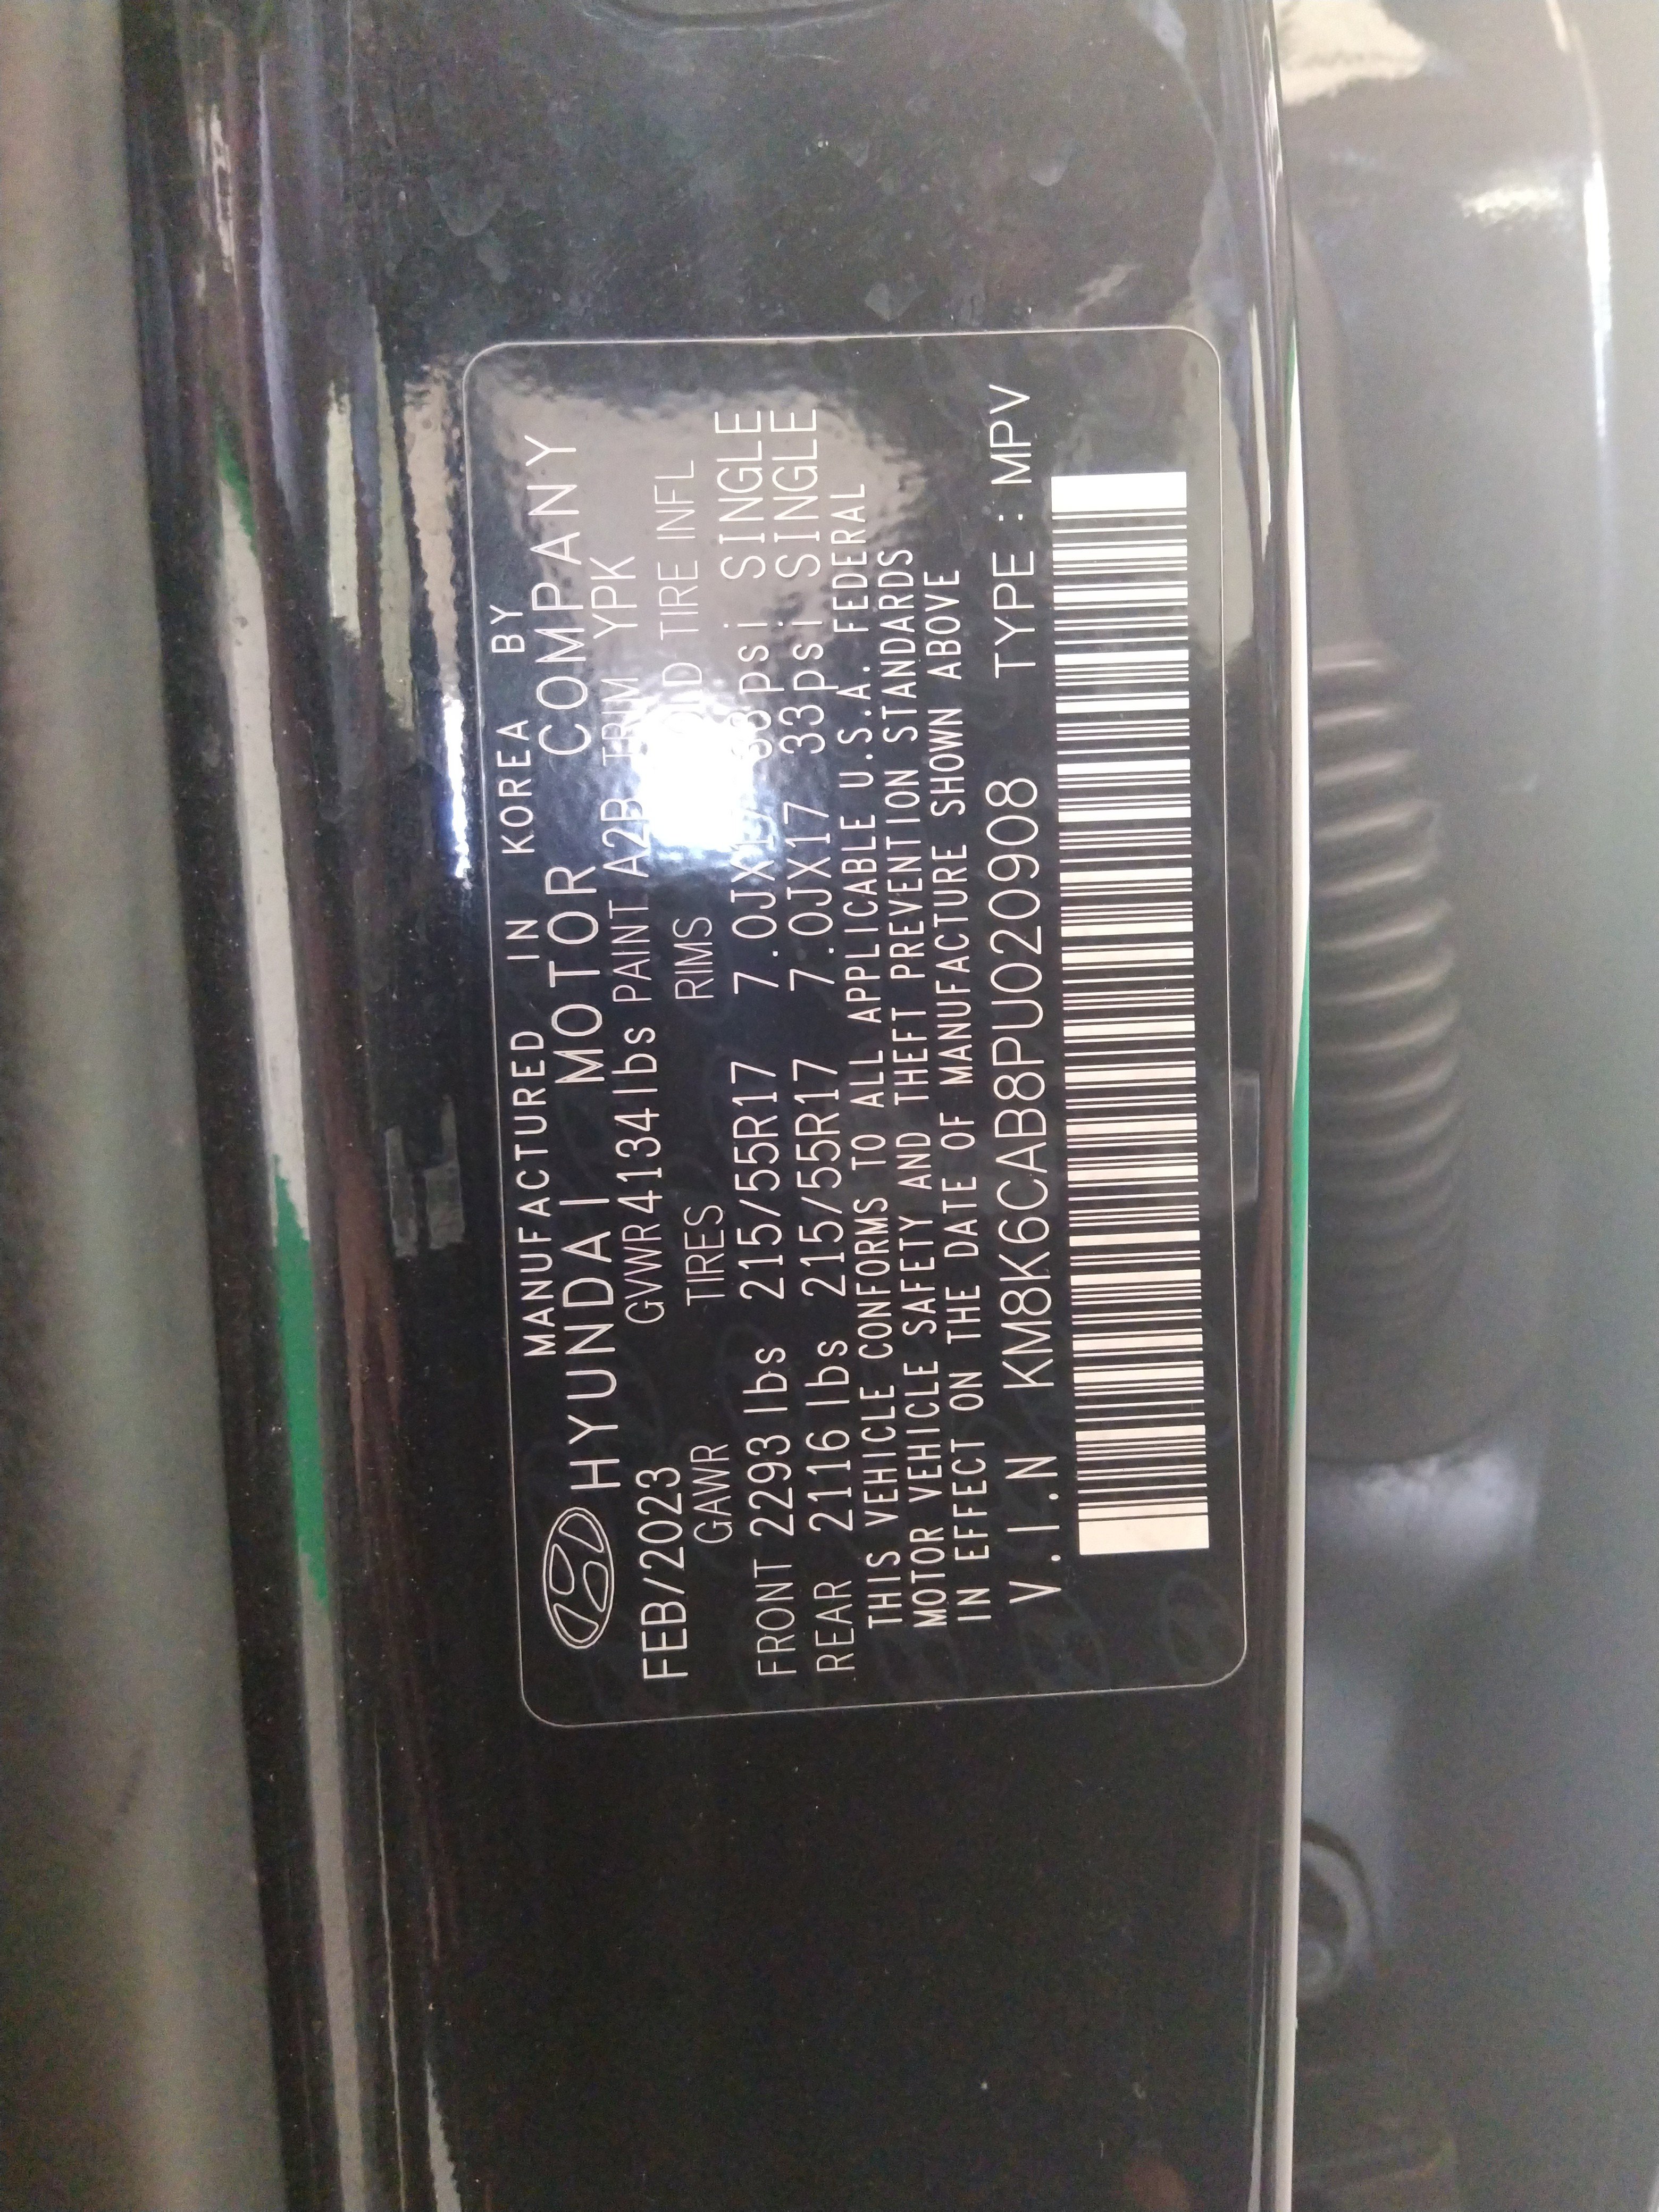 MANUFACTURED IN KOREA BY
HYUNDAI MOTOR COMPANY
FEB/2023 GVWR 4134 lbs PAINT A2B TRIM YPK
GAWR TIRES RIMS TIRE INFL
FRONT 2293 lbs 215/55R17 7.0JX17 33psi SINGLE
REAR 2116 lbs 215/55R17 7.0JX17 33psi SINGLE
THIS VEHICLE CONFORMS TO ALL APPLICABLE U.S.A. FEDERAL
MOTOR VEHICLE SAFETY AND THEFT PREVENTION STANDARDS
IN EFFECT ON THE DATE OF MANUFACTURE SHOWN ABOVE
V.I.N KM8K6CAB8PU020908 TYPE : MPV